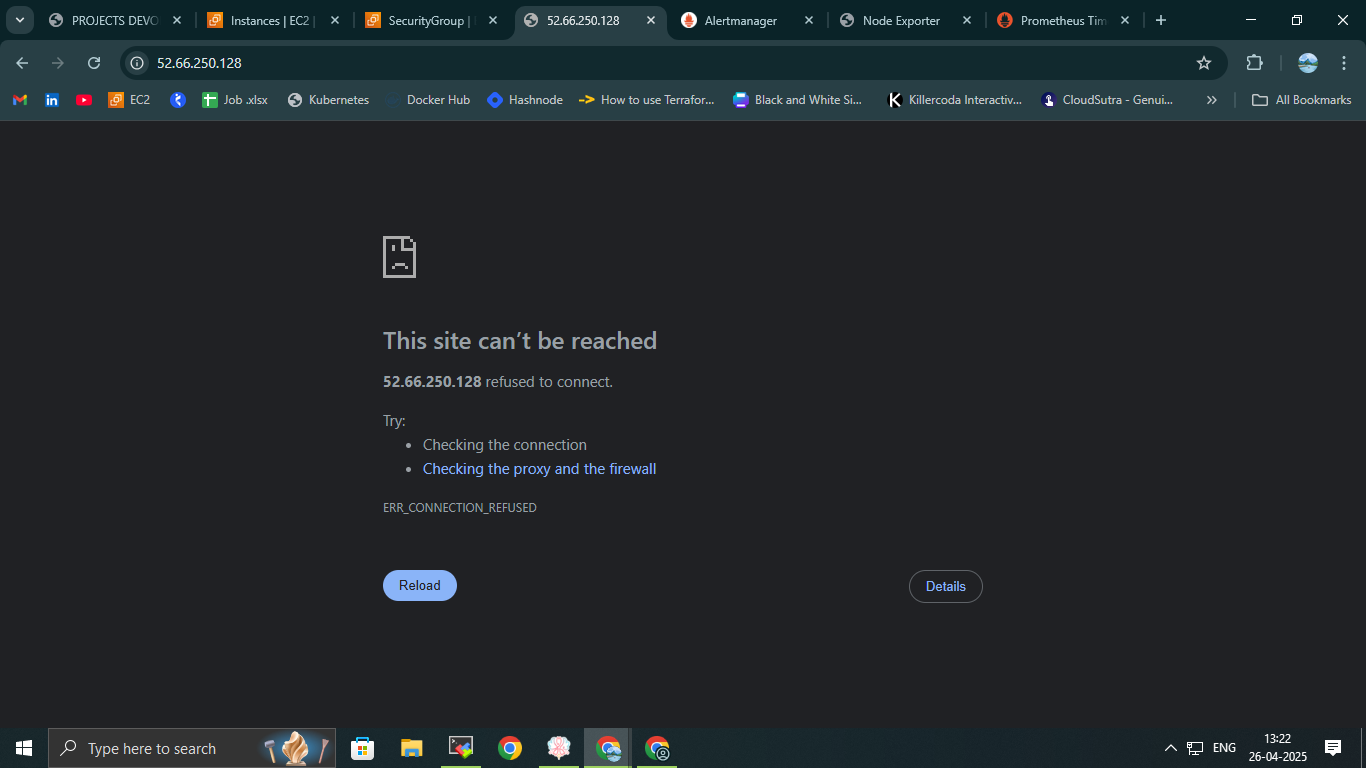 PROJECTS DEVO
Instances | EC2 |
SecurityGroup |
52.66.250.128
Alertmanager
Node Exporter
Prometheus Tim
52.66.250.128
EC2
Job .xlsx
Kubernetes
Docker Hub
Hashnode
How to use Terrafor...
Black and White Si...
Killercoda Interactiv...
CloudSutra - Genui...
All Bookmarks
This site can’t be reached
52.66.250.128 refused to connect.
Try:
• Checking the connection
• Checking the proxy and the firewall
ERR_CONNECTION_REFUSED
Reload
Details
Type here to search
ENG
13:22
26-04-2025